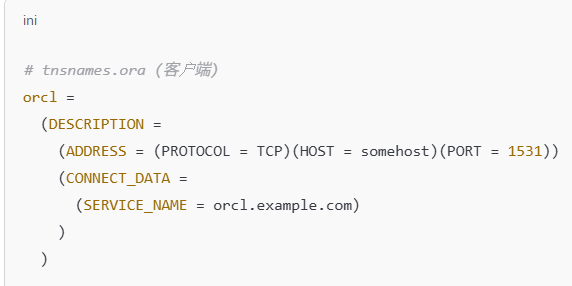 ini
# tnsnames.ora (客户端)
orcl =
  (DESCRIPTION =
    (ADDRESS = (PROTOCOL = TCP)(HOST = somehost)(PORT = 1531))
    (CONNECT_DATA =
      (SERVICE_NAME = orcl.example.com)
    )
  )